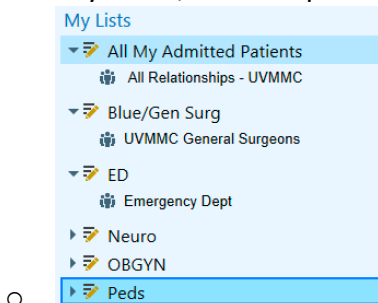 My Lists
All My Admitted Patients
All Relationships - UVMMC
Blue/Gen Surg
UVMMC General Surgeons
ED
Emergency Dept
Neuro
OBGYN
Peds